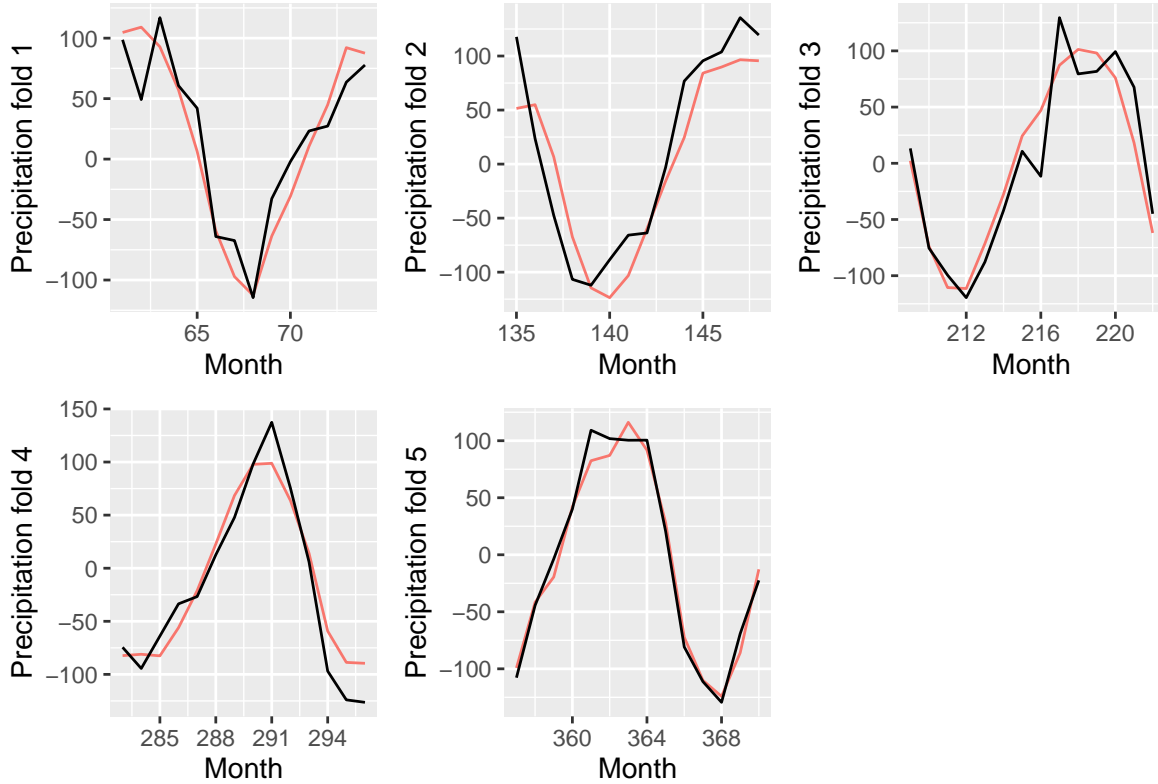 Precipitation fold 1
100
50
0
−50
−100
65 70
Month
Precipitation fold 2
100
50
0
−50
−100
135 140 145
Month
Precipitation fold 3
100
50
0
−50
−100
212 216 220
Month
Precipitation fold 4
150
100
50
0
−50
−100
285 288 291 294
Month
Precipitation fold 5
100
50
0
−50
−100
360 364 368
Month